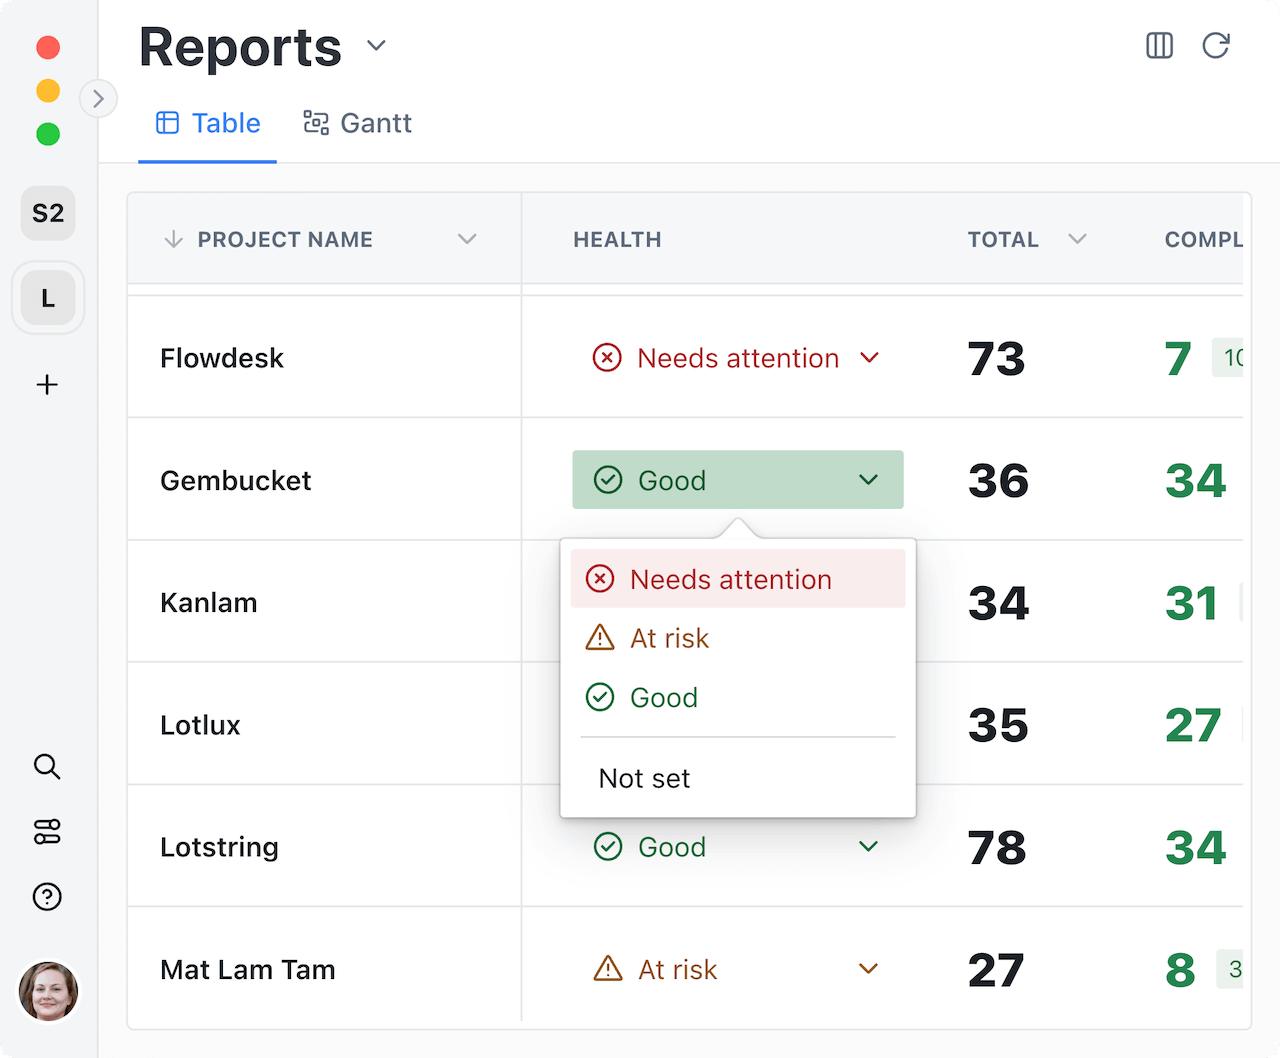 Reports
Table Gantt
S2
L
PROJECT NAME HEALTH TOTAL COMPL
Flowdesk Needs attention 73 7 10
Gembucket Good 36 34
Needs attention
Kanlam 34 31
At risk
Good
Lotlux 35 27
Not set
Lotstring Good 78 34
Mat Lam Tam At risk 27 8 3